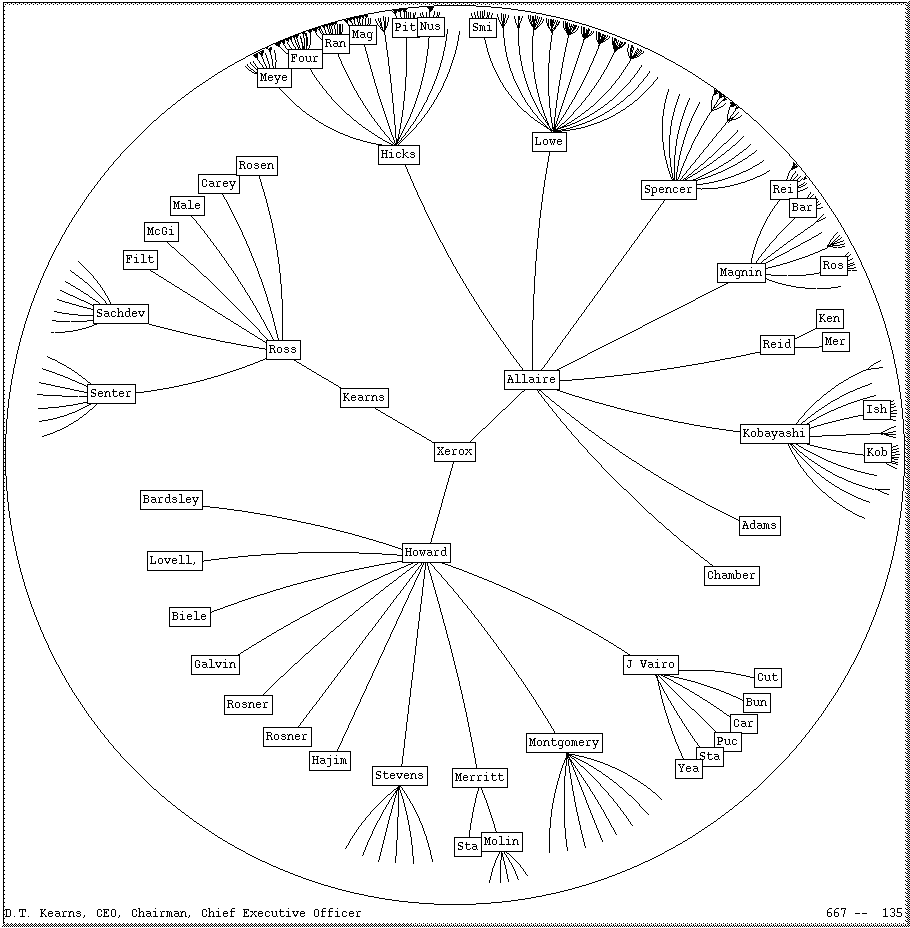 Pit Nus Smi
Mag
Ran
Four
Meye
Lowe
Hicks
Rosen
Carey
Spencer
Rei
Male
Bar
McGi
Filt
Ros
Magnin
Sachdev
Ken
Mer
Reid
Ross
Allaire
Senter
Kearns
Ish
Kobayashi
Xerox
Kob
Bardsley
Adams
Howard
Lovell,
Chamber
Biele
Galvin
J Vairo
Cut
Rosner
Bun
Car
Rosner
Puc
Montgomery
Sta
Hajim
Yea
Stevens
Merritt
Sta Molin
D.T. Kearns, CEO, Chairman, Chief Executive Officer
667 -- 135